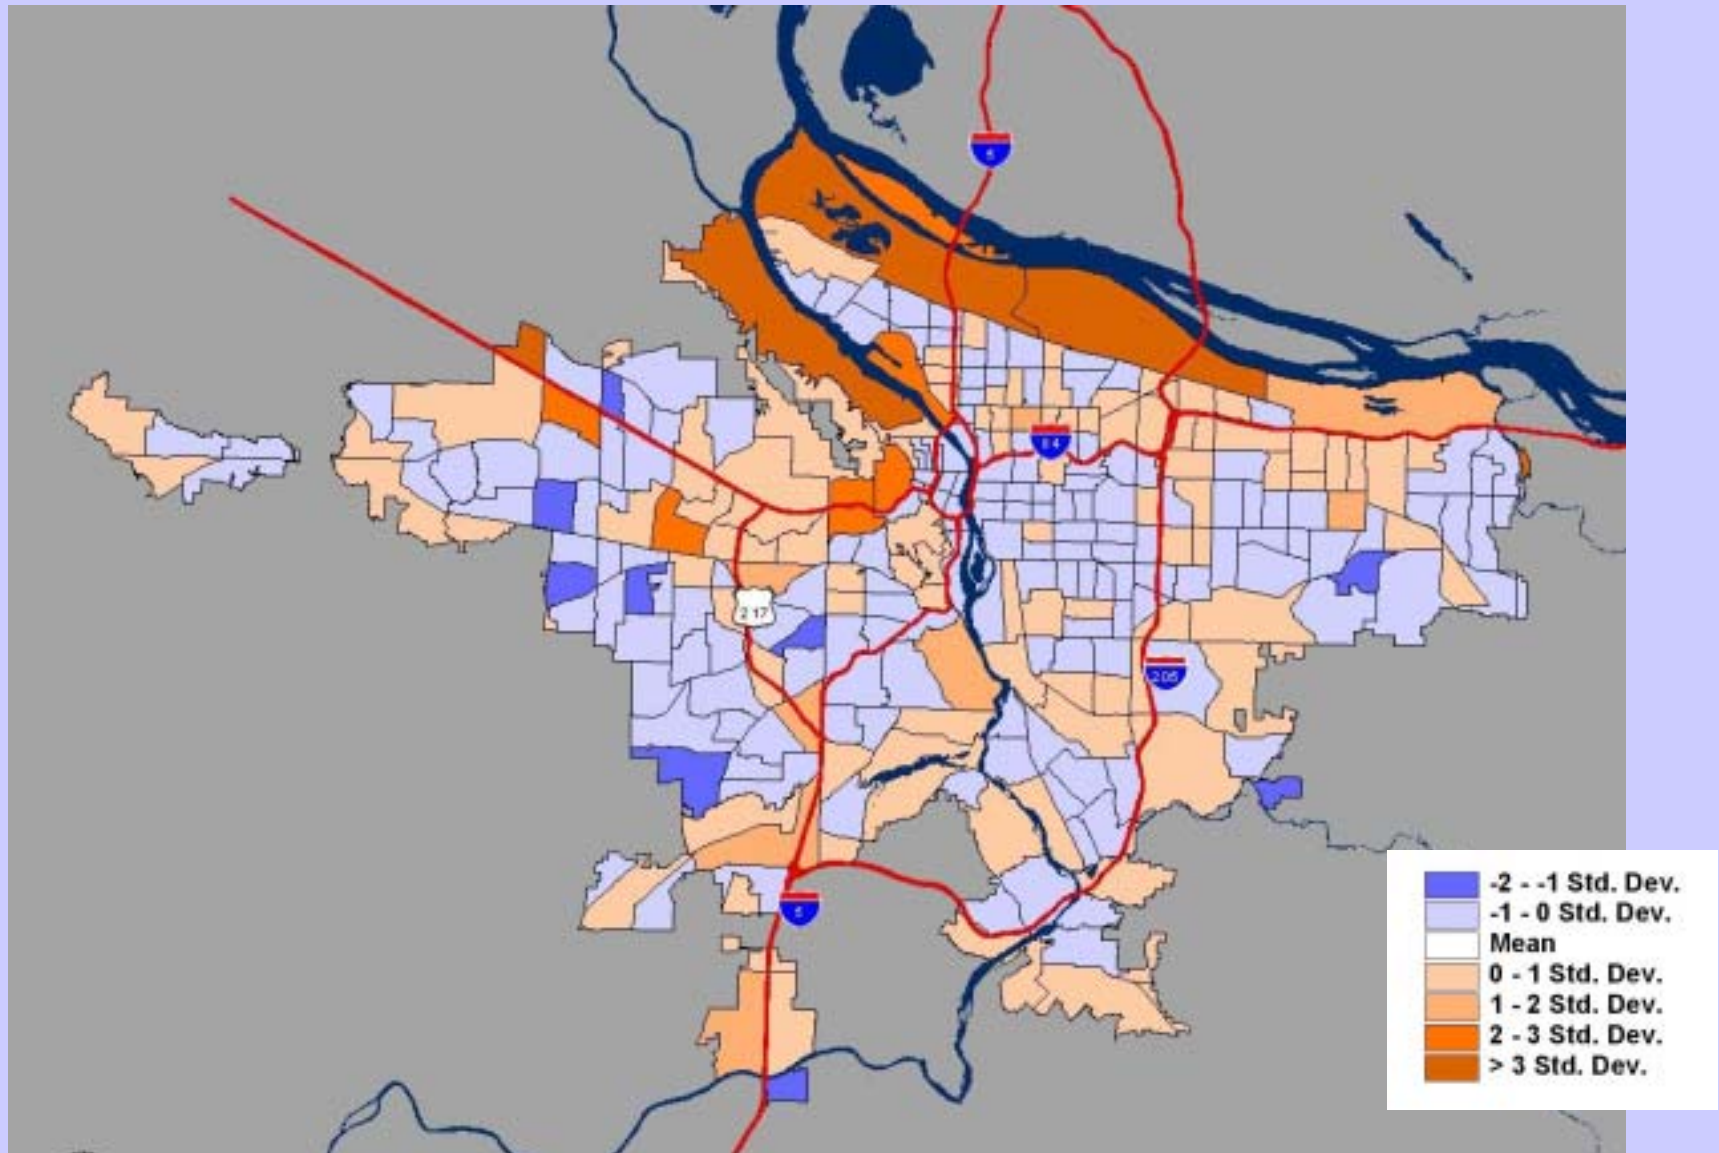 5
84
217
205
5
-2 - -1 Std. Dev.
-1 - 0 Std. Dev.
Mean
0 - 1 Std. Dev.
1 - 2 Std. Dev.
2 - 3 Std. Dev.
> 3 Std. Dev.